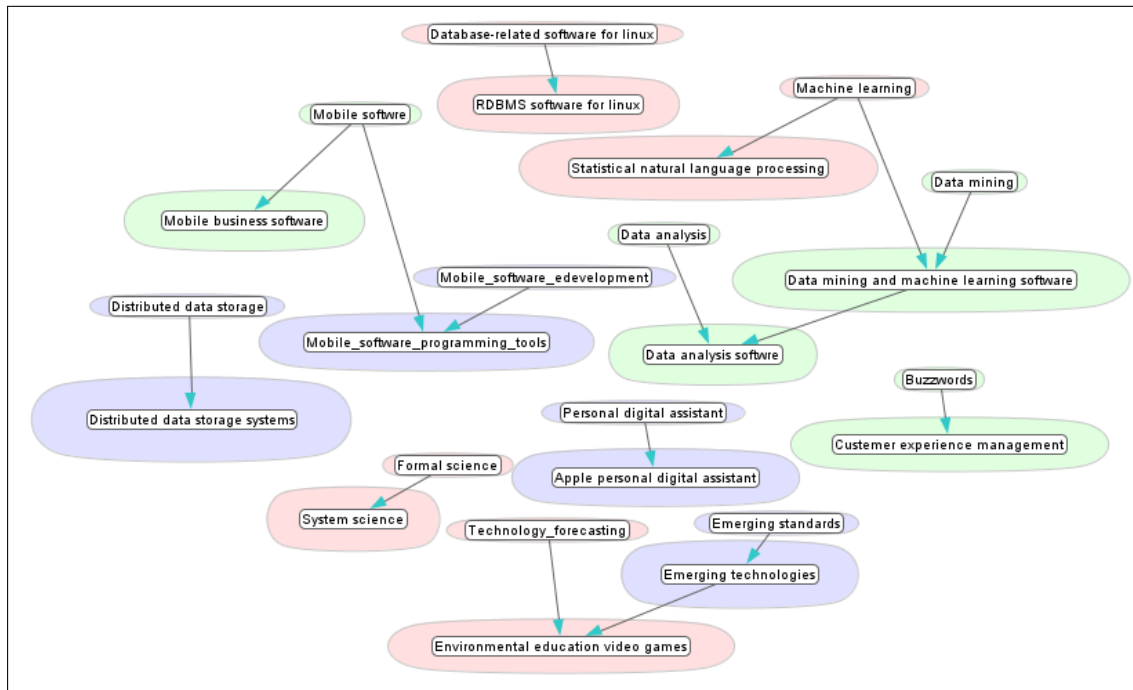 Database-related software for linux
Machine learning
RDBMS software for linux
Mobile softwre
Statistical natural language processing
Data mining
Mobile business software
Data analysis
Mobile_software_edevelopment
Data mining and machine learning software
Distributed data storage
Mobile_software_programming_tools
Data analysis softwre
Buzzwords
Personal digital assistant
Distributed data storage systems
Custemer experience management
Formal science
Apple personal digital assistant
System science
Emerging standards
Technology_forecasting
Emerging technologies
Environmental education video games